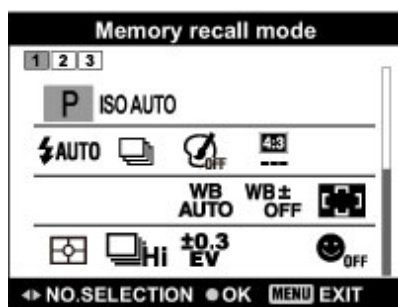 Memory recall mode
1 2 3
P ISO AUTO
AUTO OFF 4:3 ---
WB AUTO WB± OFF
Hi ±0.3 EV OFF
NO.SELECTION OK MENU EXIT